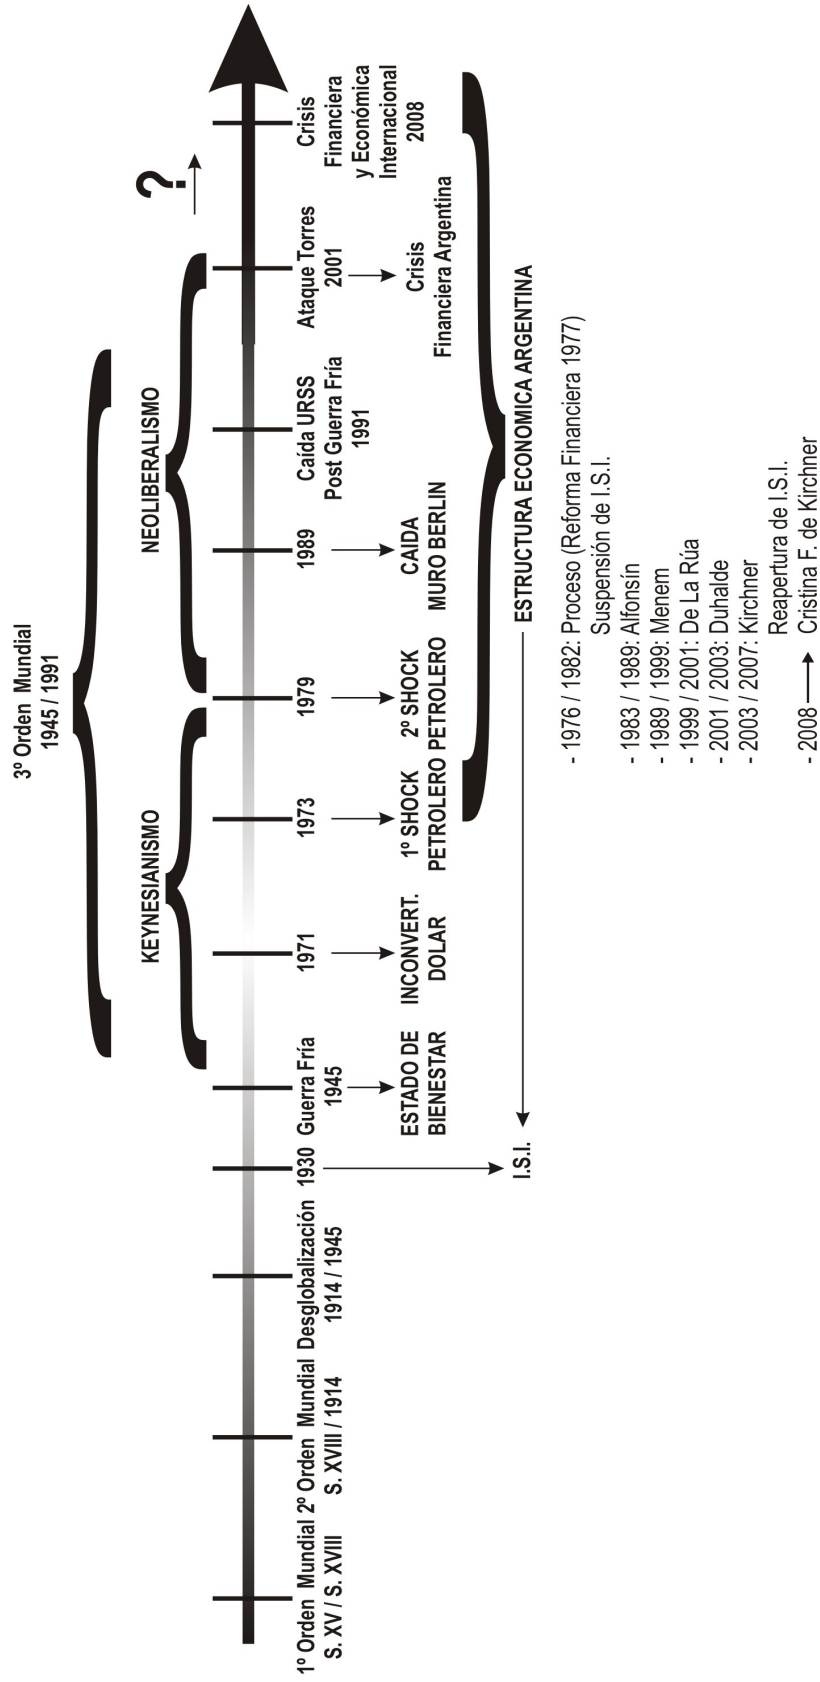 3º Orden Mundial
1945 / 1991
KEYNESIANISMO
NEOLIBERALISMO
?
1º Orden Mundial
S. XV / S. XVIII
2º Orden Mundial
S. XVIII / 1914
Desglobalización
1914 / 1945
1930
I.S.I.
Guerra Fría
1945
ESTADO DE
BIENESTAR
1971
INCONVERT.
DOLAR
1973
1º SHOCK
PETROLERO
1979
2º SHOCK
PETROLERO
1989
CAIDA
MURO BERLIN
Caída URSS
Post Guerra Fría
1991
Ataque Torres
2001
Crisis
Financiera Argentina
Crisis
Financiera
y Económica
Internacional
2008
ESTRUCTURA ECONOMICA ARGENTINA
- 1976 / 1982: Proceso (Reforma Financiera 1977)
Suspensión de I.S.I.
- 1983 / 1989: Alfonsín
- 1989 / 1999: Menem
- 1999 / 2001: De La Rúa
- 2001 / 2003: Duhalde
- 2003 / 2007: Kirchner
Reapertura de I.S.I.
- 2008 → Cristina F. de Kirchner